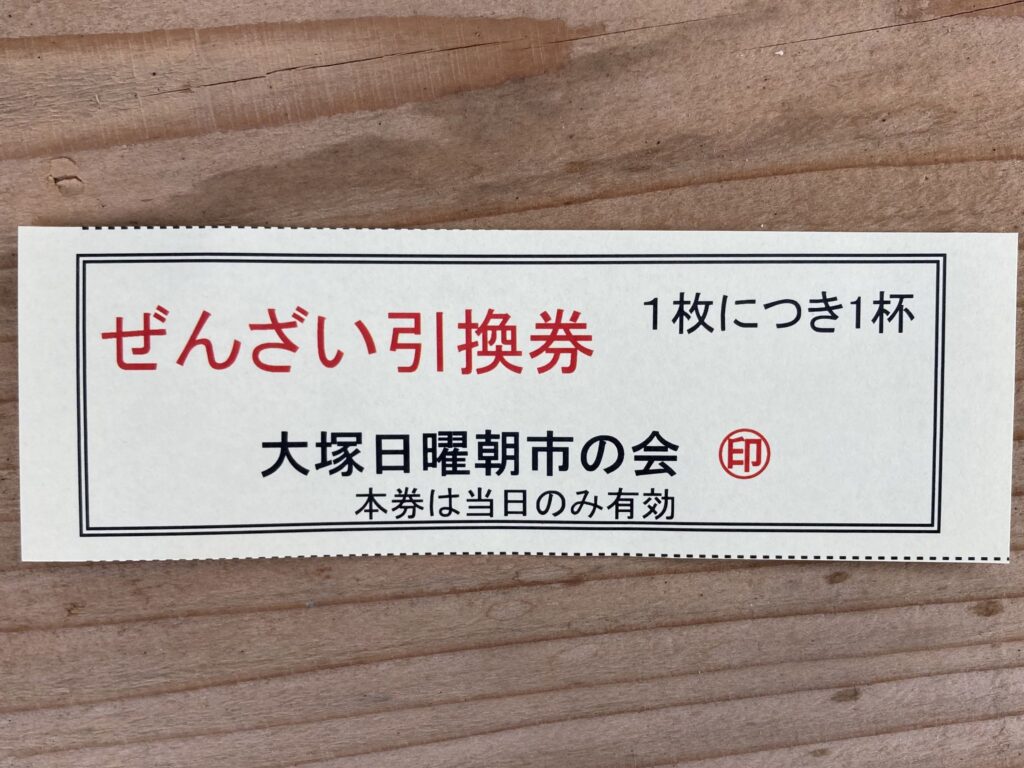 ぜんざい引換券 1枚につき1杯
大塚日曜朝市の会 ㊞
本券は当日のみ有効